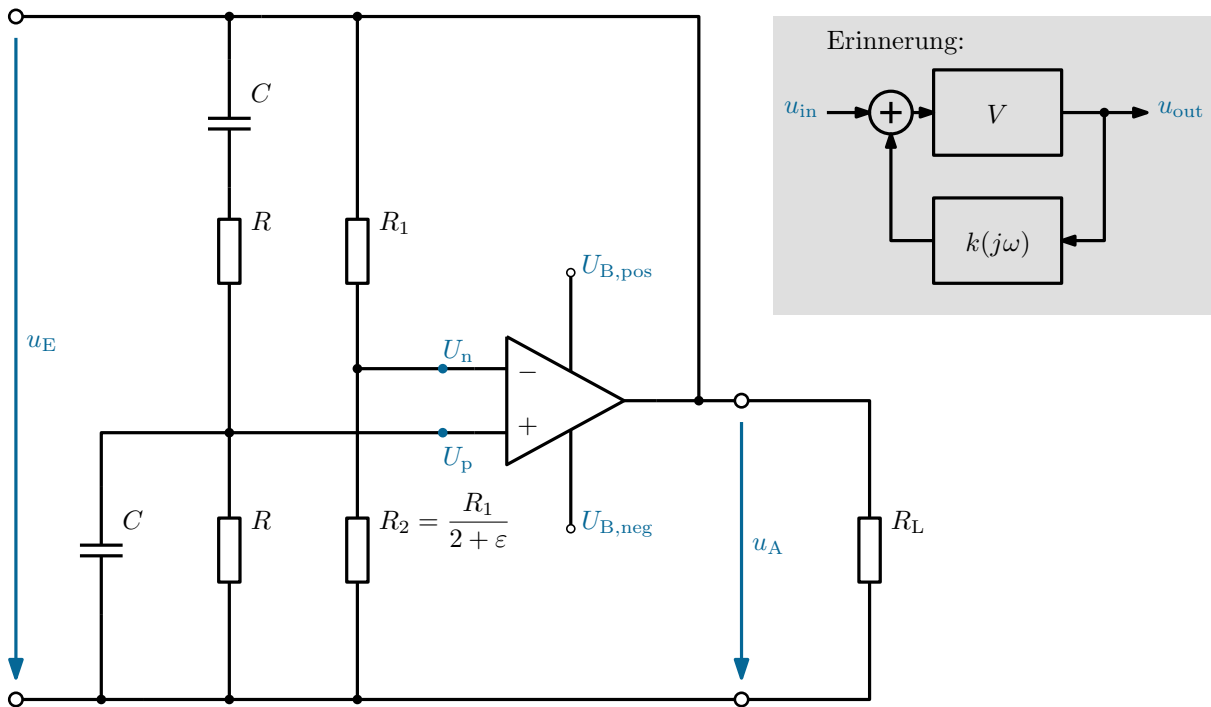 Erinnerung:
u_in
+
V
u_out
k(jω)
C
R
R_1
U_B,pos
u_E
U_n
−
+
U_p
C
R
R_2 = R_1 / (2 + ε)
U_B,neg
u_A
R_L